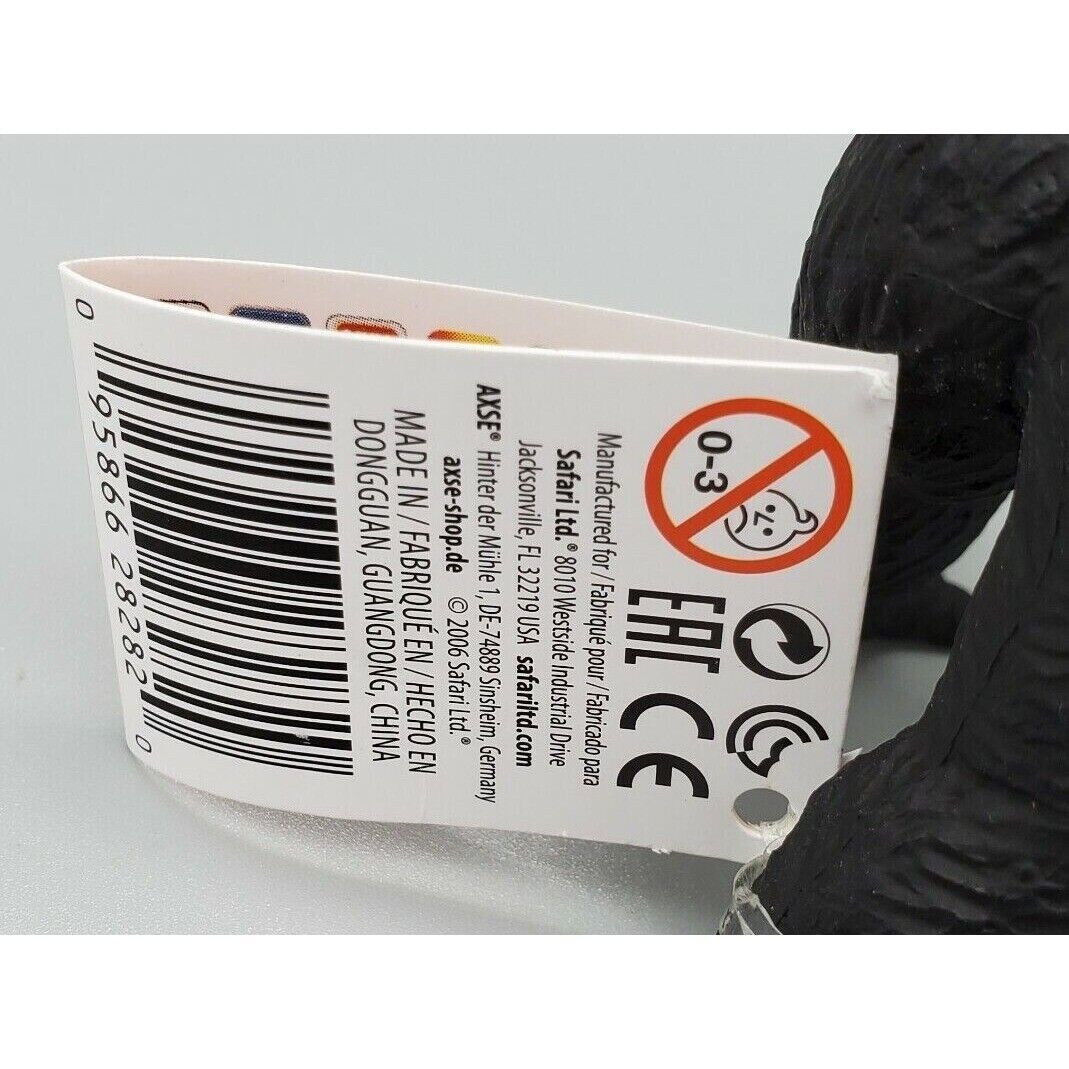 0-3
EAC
CE
Manufactured for / Fabriqué pour / Fabricado para
Safari Ltd.® 8010 Westside Industrial Drive
Jacksonville, FL 32219 USA safariltd.com
AXSE® Hinter der Mühle 1, DE-74889 Sinsheim, Germany
axse-shop.de © 2006 Safari Ltd.®
MADE IN / FABRIQUÉ EN / HECHO EN
DONGGUAN, GUANGDONG, CHINA
0 95866 28282 0